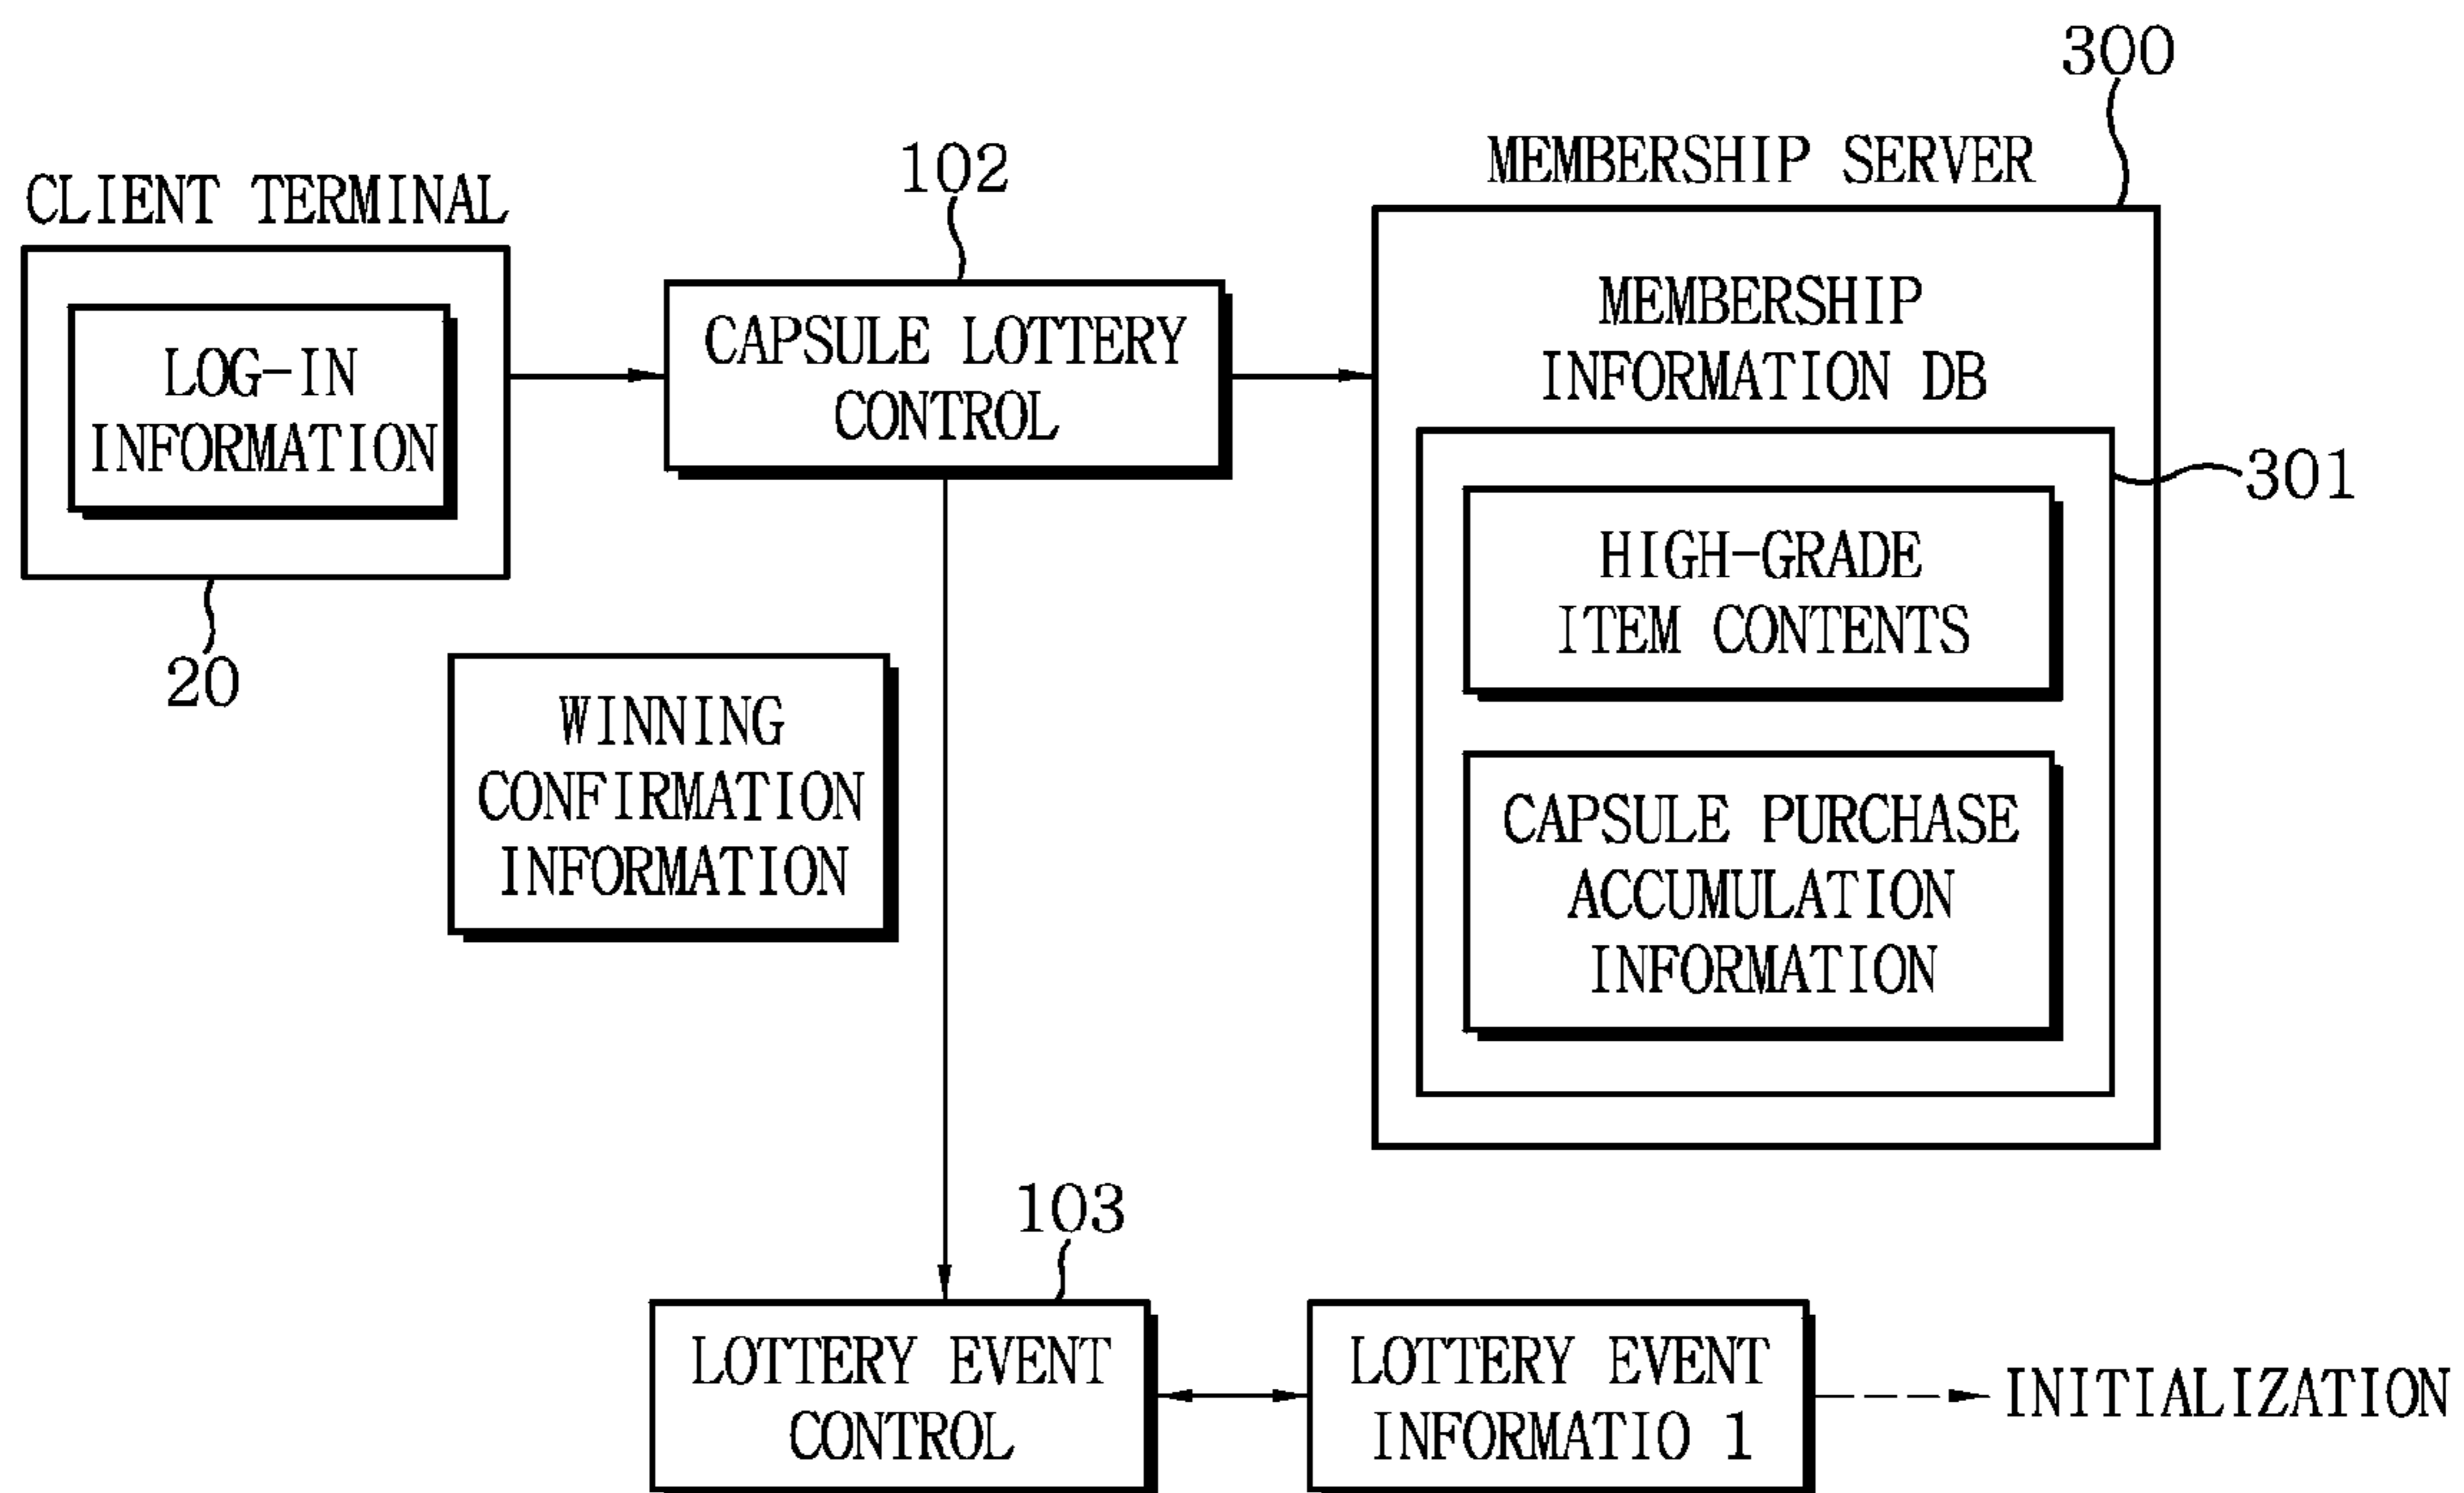 300
MEMBERSHIP SERVER
102
CLIENT TERMINAL
MEMBERSHIP
INFORMATION DB
LOG-IN
INFORMATION
CAPSULE LOTTERY
CONTROL
301
HIGH-GRADE
ITEM CONTENTS
20
WINNING
CONFIRMATION
INFORMATION
CAPSULE PURCHASE
ACCUMULATION
INFORMATION
103
LOTTERY EVENT
CONTROL
LOTTERY EVENT
INFORMATIO 1
INITIALIZATION